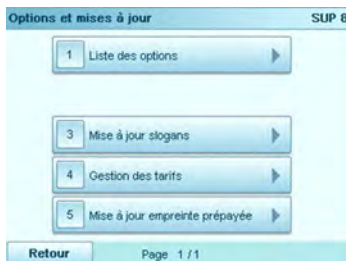 Options et mises à jour SUP 8
1 Liste des options
3 Mise à jour slogans
4 Gestion des tarifs
5 Mise à jour empreinte prépayée
Retour Page 1/1